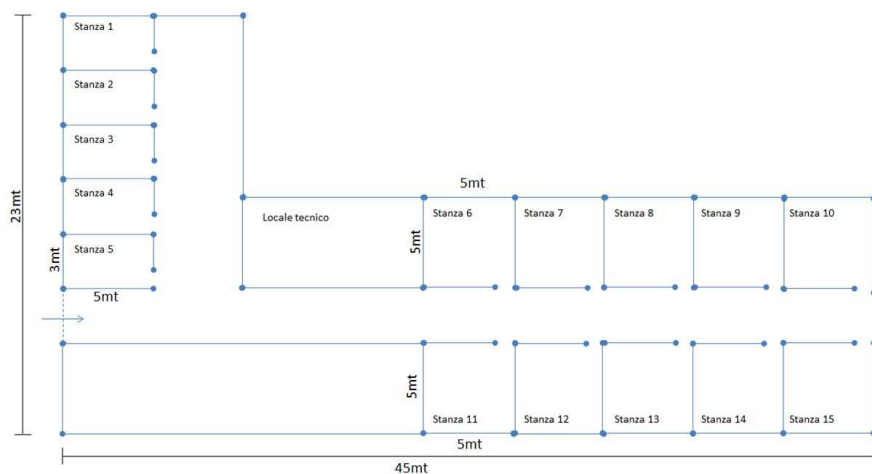 Stanza 1
Stanza 2
Stanza 3
Stanza 4
Stanza 5
23mt
3mt
5mt
5mt
Locale tecnico
5mt
Stanza 6
Stanza 7
Stanza 8
Stanza 9
Stanza 10
5mt
Stanza 11
Stanza 12
Stanza 13
Stanza 14
Stanza 15
5mt
45mt